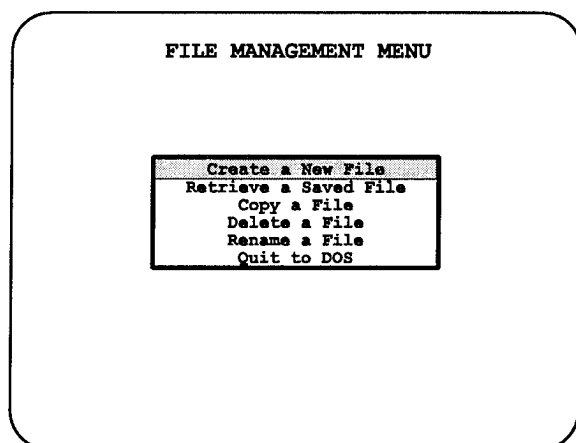 FILE MANAGEMENT MENU
Create a New File
Retrieve a Saved File
Copy a File
Delete a File
Rename a File
Quit to DOS